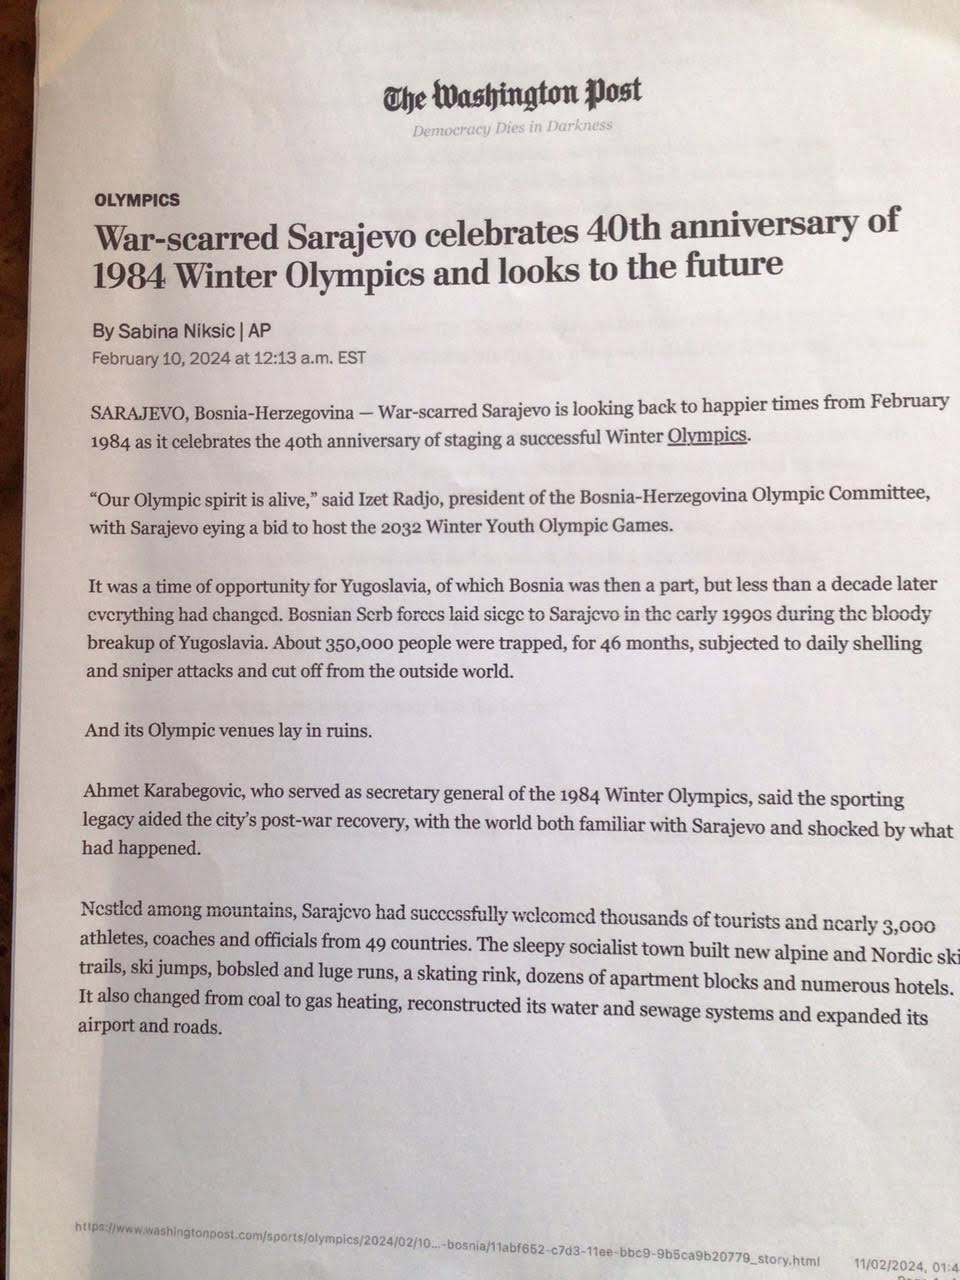 The Washington Post
Democracy Dies in Darkness
OLYMPICS
War-scarred Sarajevo celebrates 40th anniversary of
1984 Winter Olympics and looks to the future
By Sabina Niksic | AP
February 10, 2024 at 12:13 a.m. EST
SARAJEVO, Bosnia-Herzegovina — War-scarred Sarajevo is looking back to happier times from February
1984 as it celebrates the 40th anniversary of staging a successful Winter Olympics.
“Our Olympic spirit is alive,” said Izet Radjo, president of the Bosnia-Herzegovina Olympic Committee,
with Sarajevo eying a bid to host the 2032 Winter Youth Olympic Games.
It was a time of opportunity for Yugoslavia, of which Bosnia was then a part, but less than a decade later
everything had changed. Bosnian Serb forces laid siege to Sarajevo in the early 1990s during the bloody
breakup of Yugoslavia. About 350,000 people were trapped, for 46 months, subjected to daily shelling
and sniper attacks and cut off from the outside world.
And its Olympic venues lay in ruins.
Ahmet Karabegovic, who served as secretary general of the 1984 Winter Olympics, said the sporting
legacy aided the city’s post-war recovery, with the world both familiar with Sarajevo and shocked by what
had happened.
Nestled among mountains, Sarajevo had successfully welcomed thousands of tourists and nearly 3,000
athletes, coaches and officials from 49 countries. The sleepy socialist town built new alpine and Nordic ski
trails, ski jumps, bobsled and luge runs, a skating rink, dozens of apartment blocks and numerous hotels.
It also changed from coal to gas heating, reconstructed its water and sewage systems and expanded its
airport and roads.
https://www.washingtonpost.com/sports/olympics/2024/02/10...-bosnia/11abf652-c7d3-11ee-bbc9-9b5ca9b20779_story.html 11/02/2024, 01:4